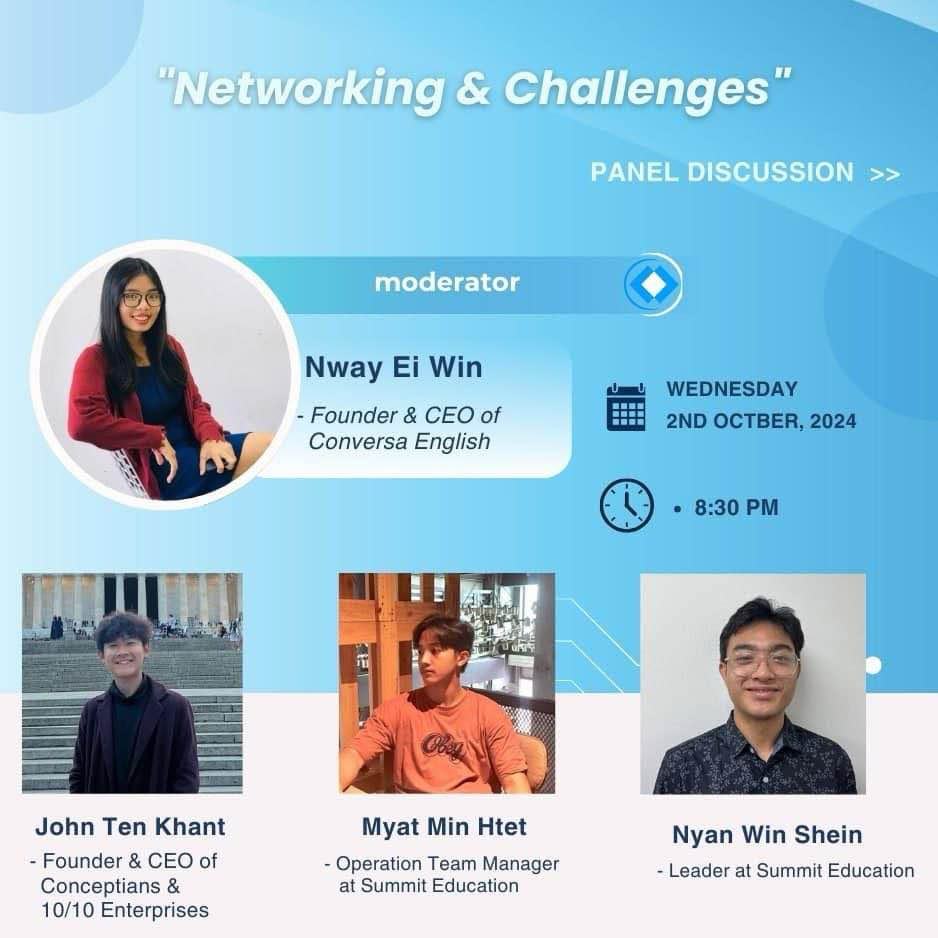 "Networking & Challenges"
PANEL DISCUSSION >>
moderator
Nway Ei Win
- Founder & CEO of
Conversa English
WEDNESDAY
2ND OCTBER, 2024
• 8:30 PM
John Ten Khant
- Founder & CEO of
Conceptians &
10/10 Enterprises
Myat Min Htet
- Operation Team Manager
at Summit Education
Nyan Win Shein
- Leader at Summit Education
Obey